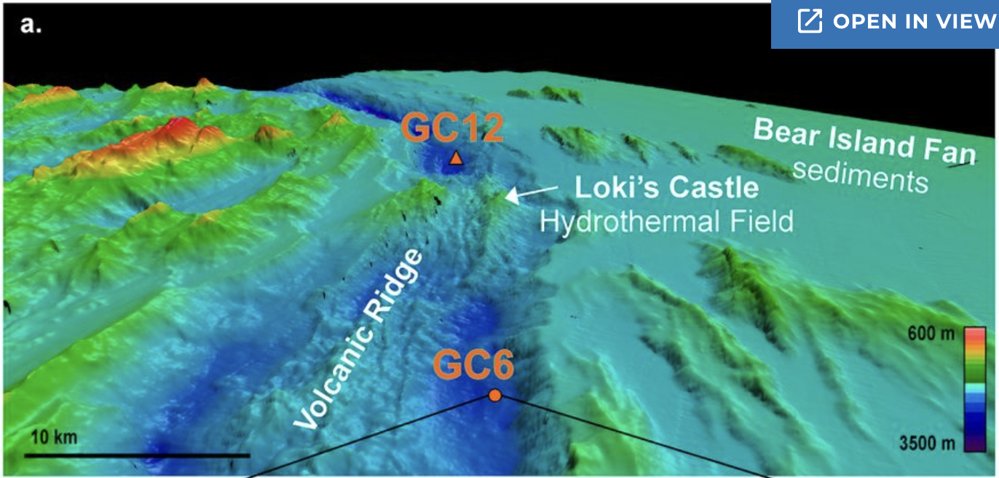 a.
OPEN IN VIEW
GC12
Bear Island Fan
sediments
Loki's Castle
Hydrothermal Field
Volcanic Ridge
GC6
600 m
3500 m
10 km